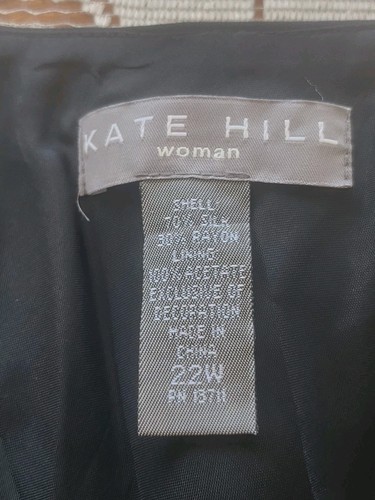 KATE HILL
woman
SHELL
70% SILK
30% RAYON
LINING
100% ACETATE
EXCLUSIVE OF
DECORATION
MADE IN
CHINA
22W
RN 13711